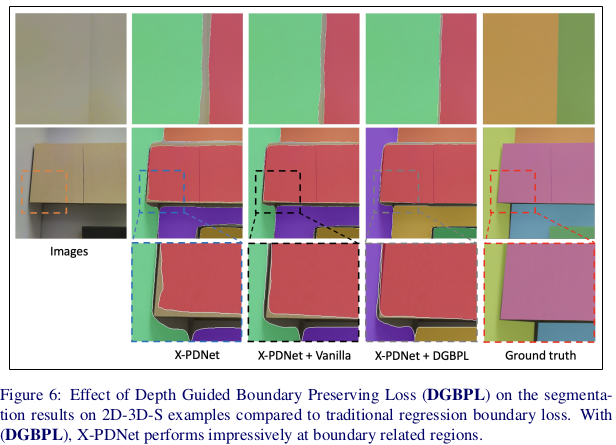 Images
X-PDNet
X-PDNet + Vanilla
X-PDNet + DGBPL
Ground truth
Figure 6: Effect of Depth Guided Boundary Preserving Loss (DGBPL) on the segmenta-
tion results on 2D-3D-S examples compared to traditional regression boundary loss. With
(DGBPL), X-PDNet performs impressively at boundary related regions.